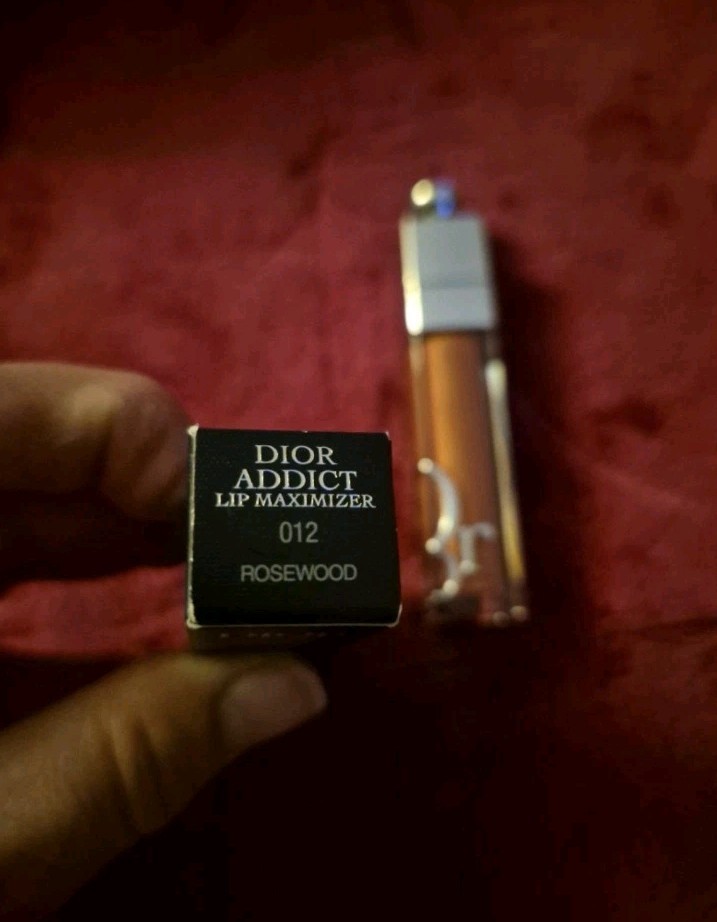 DIOR
ADDICT
LIP MAXIMIZER
012
ROSEWOOD